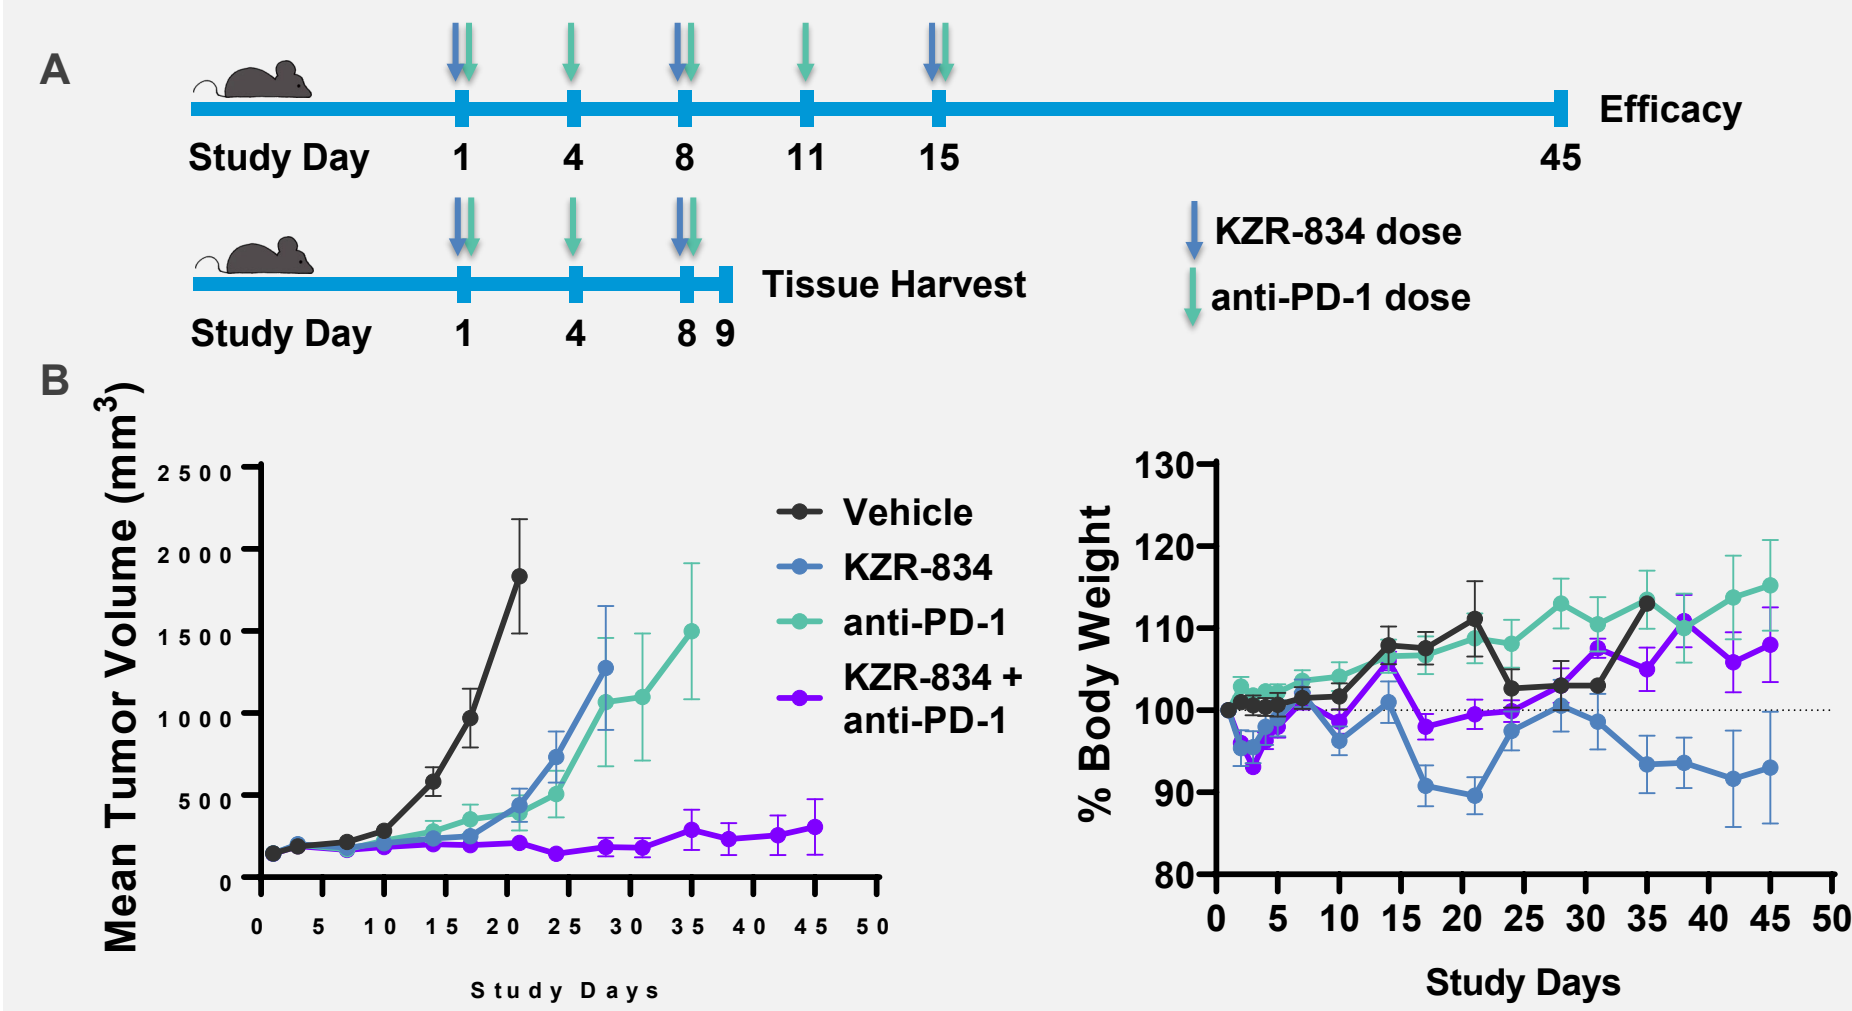 A
Efficacy
Study Day 1 4 8 11 15 45
KZR-834 dose
Tissue Harvest
anti-PD-1 dose
Study Day 1 4 8 9
B
Mean Tumor Volume (mm³)
2500
2000
1500
1000
500
0
0 5 10 15 20 25 30 35 40 45 50
Study Days
Vehicle
KZR-834
anti-PD-1
KZR-834 +
anti-PD-1
% Body Weight
130
120
110
100
90
80
0 5 10 15 20 25 30 35 40 45 50
Study Days